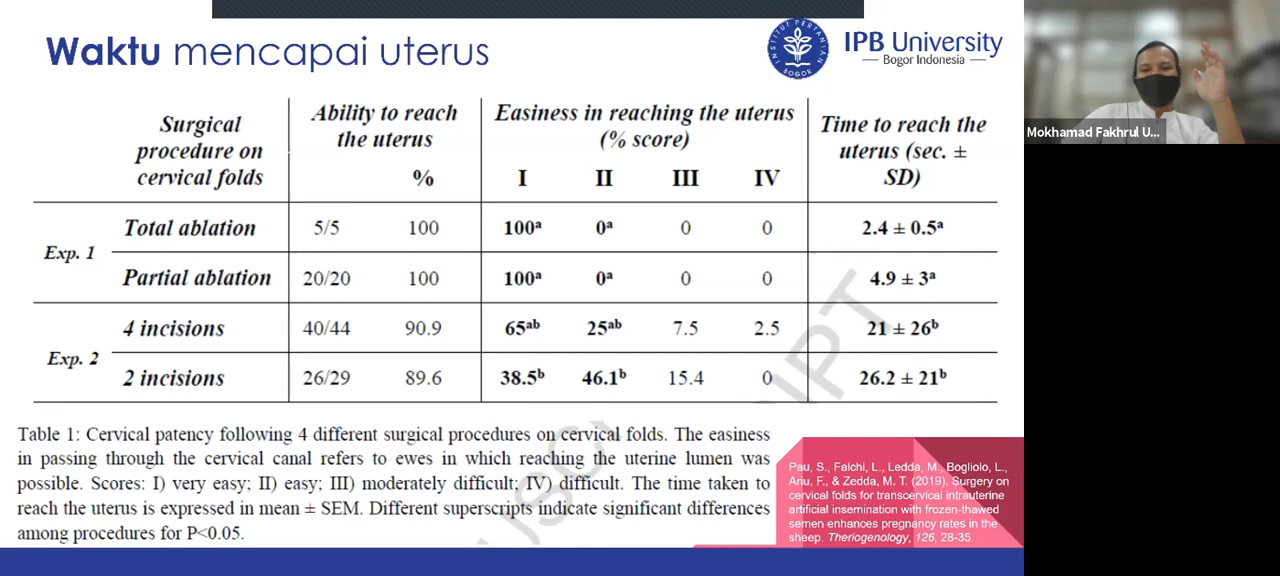 Waktu mencapai uterus
INSTITUT PERTANIAN
BOGOR
IPB University
Bogor Indonesia
Mokhamad Fakhrul U...
Surgical procedure on cervical folds
Ability to reach the uterus
%
Easiness in reaching the uterus (% score)
I II III IV
Time to reach the uterus (sec. ± SD)
Exp. 1
Total ablation 5/5 100 100ᵃ 0ᵃ 0 0 2.4 ± 0.5ᵃ
Partial ablation 20/20 100 100ᵃ 0ᵃ 0 0 4.9 ± 3ᵃ
Exp. 2
4 incisions 40/44 90.9 65ᵃᵇ 25ᵃᵇ 7.5 2.5 21 ± 26ᵇ
2 incisions 26/29 89.6 38.5ᵇ 46.1ᵇ 15.4 0 26.2 ± 21ᵇ
Table 1: Cervical patency following 4 different surgical procedures on cervical folds. The easiness
in passing through the cervical canal refers to ewes in which reaching the uterine lumen was
possible. Scores: I) very easy; II) easy; III) moderately difficult; IV) difficult. The time taken to
reach the uterus is expressed in mean ± SEM. Different superscripts indicate significant differences
among procedures for P<0.05.
Pau, S., Falchi, L., Ledda, M., Bogliolo, L.,
Ariu, F., & Zedda, M. T. (2019). Surgery on
cervical folds for transcervical intrauterine
artificial insemination with frozen-thawed
semen enhances pregnancy rates in the
sheep. Theriogenology, 126, 28-35.